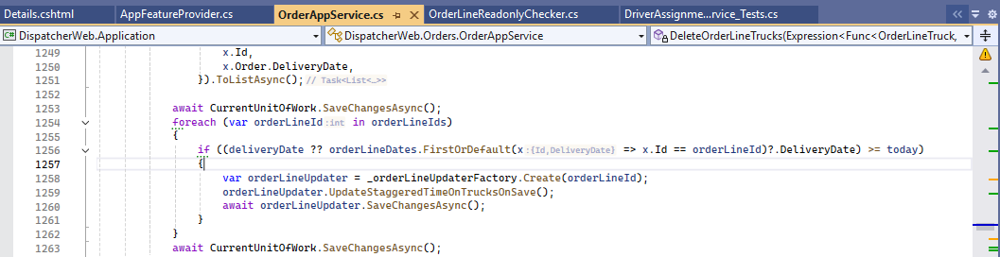 Details.cshtml AppFeatureProvider.cs OrderAppService.cs OrderLineReadonlyChecker.cs DriverAssignme...rvice_Tests.cs
C# DispatcherWeb.Application DispatcherWeb.Orders.OrderAppService DeleteOrderLineTrucks(Expression<Func<OrderLineTruck,
1249 x.Id,
1250 x.Order.DeliveryDate,
1251 }).ToListAsync(); // Task<List<_>>
1252
1253 await CurrentUnitOfWork.SaveChangesAsync();
1254 foreach (var orderLineId:int in orderLineIds)
1255 {
1256 if ((deliveryDate ?? orderLineDates.FirstOrDefault(x:{Id,DeliveryDate} => x.Id == orderLineId)?.DeliveryDate) >= today)
1257 {
1258 var orderLineUpdater = _orderLineUpdaterFactory.Create(orderLineId);
1259 orderLineUpdater.UpdateStaggeredTimeOnTrucksOnSave();
1260 await orderLineUpdater.SaveChangesAsync();
1261 }
1262 }
1263 await CurrentUnitOfWork.SaveChangesAsync();